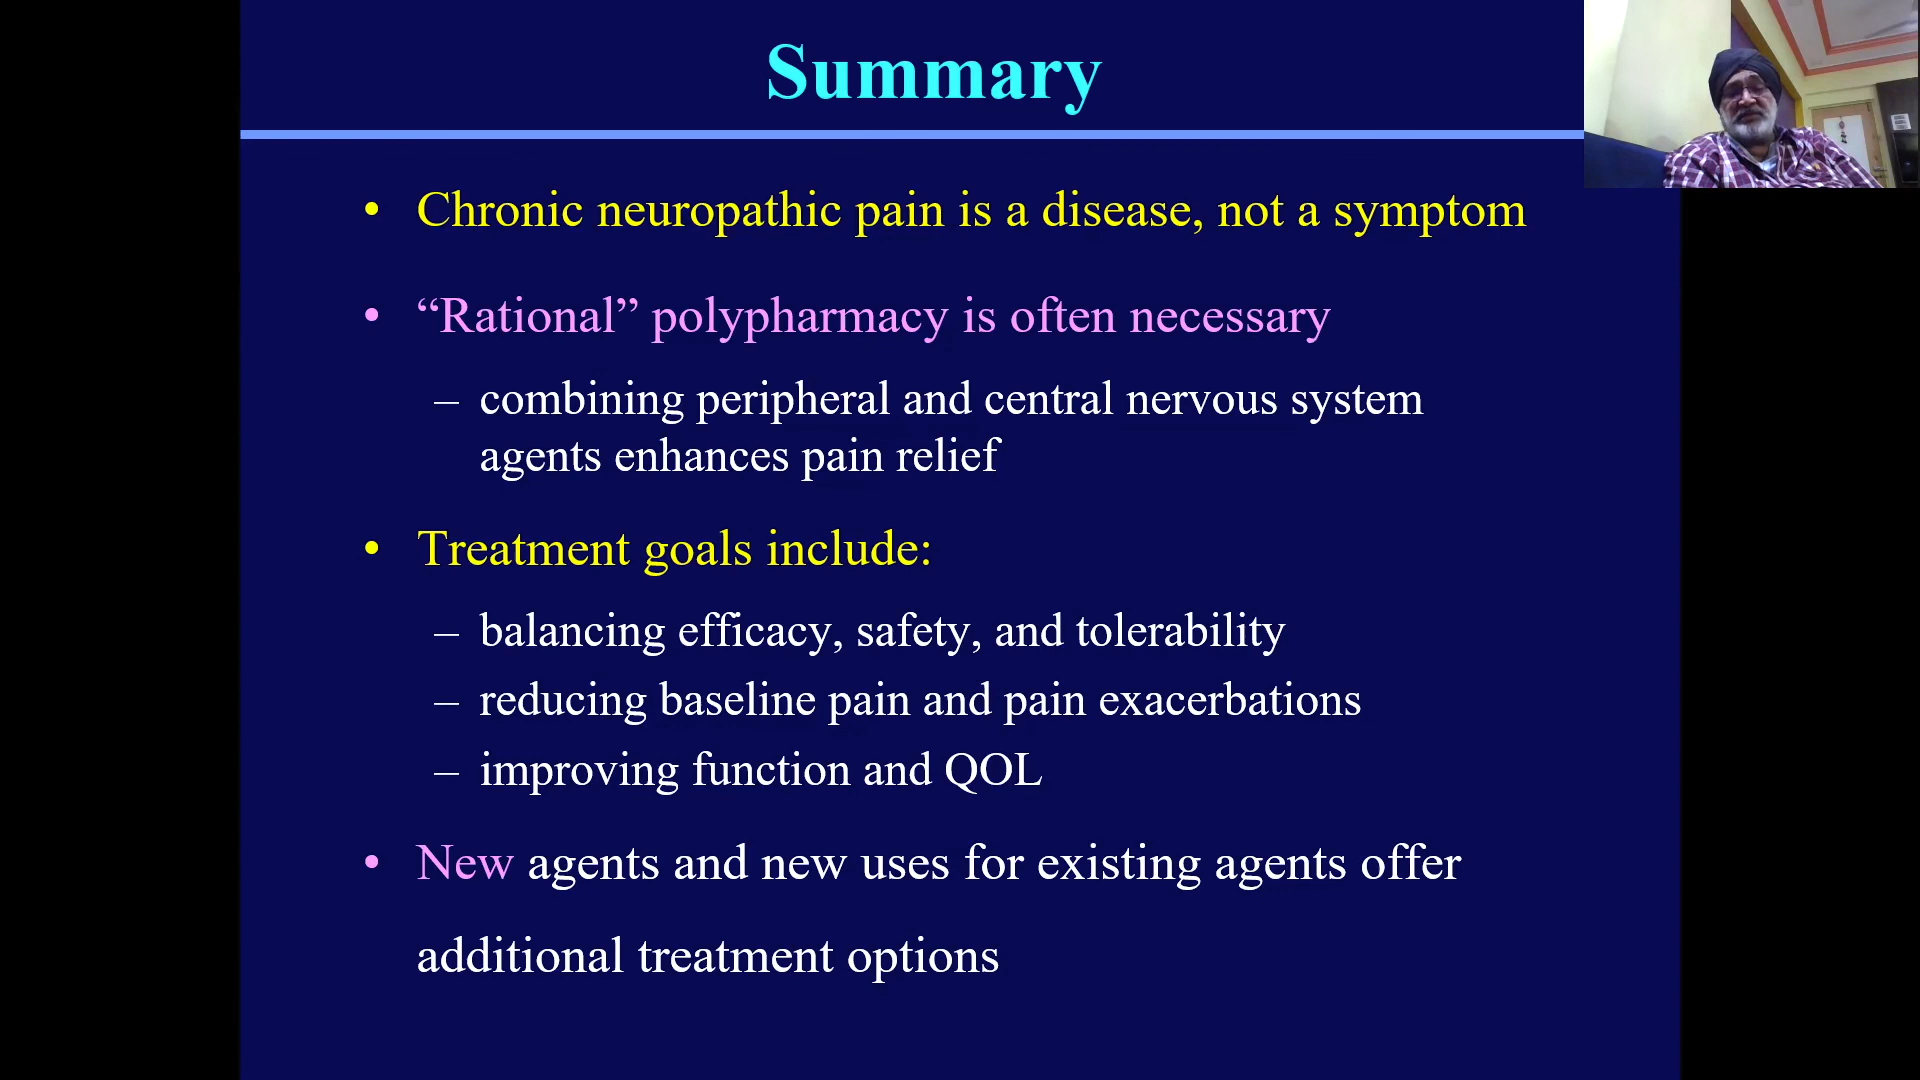 Summary
• Chronic neuropathic pain is a disease, not a symptom
• “Rational” polypharmacy is often necessary
– combining peripheral and central nervous system
agents enhances pain relief
• Treatment goals include:
– balancing efficacy, safety, and tolerability
– reducing baseline pain and pain exacerbations
– improving function and QOL
• New agents and new uses for existing agents offer
additional treatment options